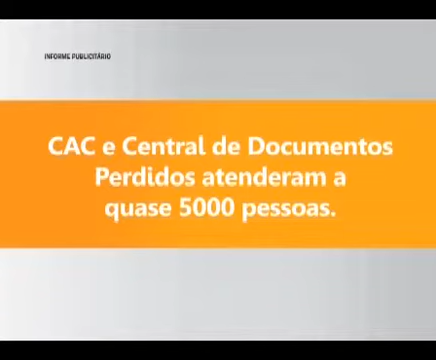 INFORME PUBLICITÁRIO
CAC e Central de Documentos
Perdidos atenderam a
quase 5000 pessoas.